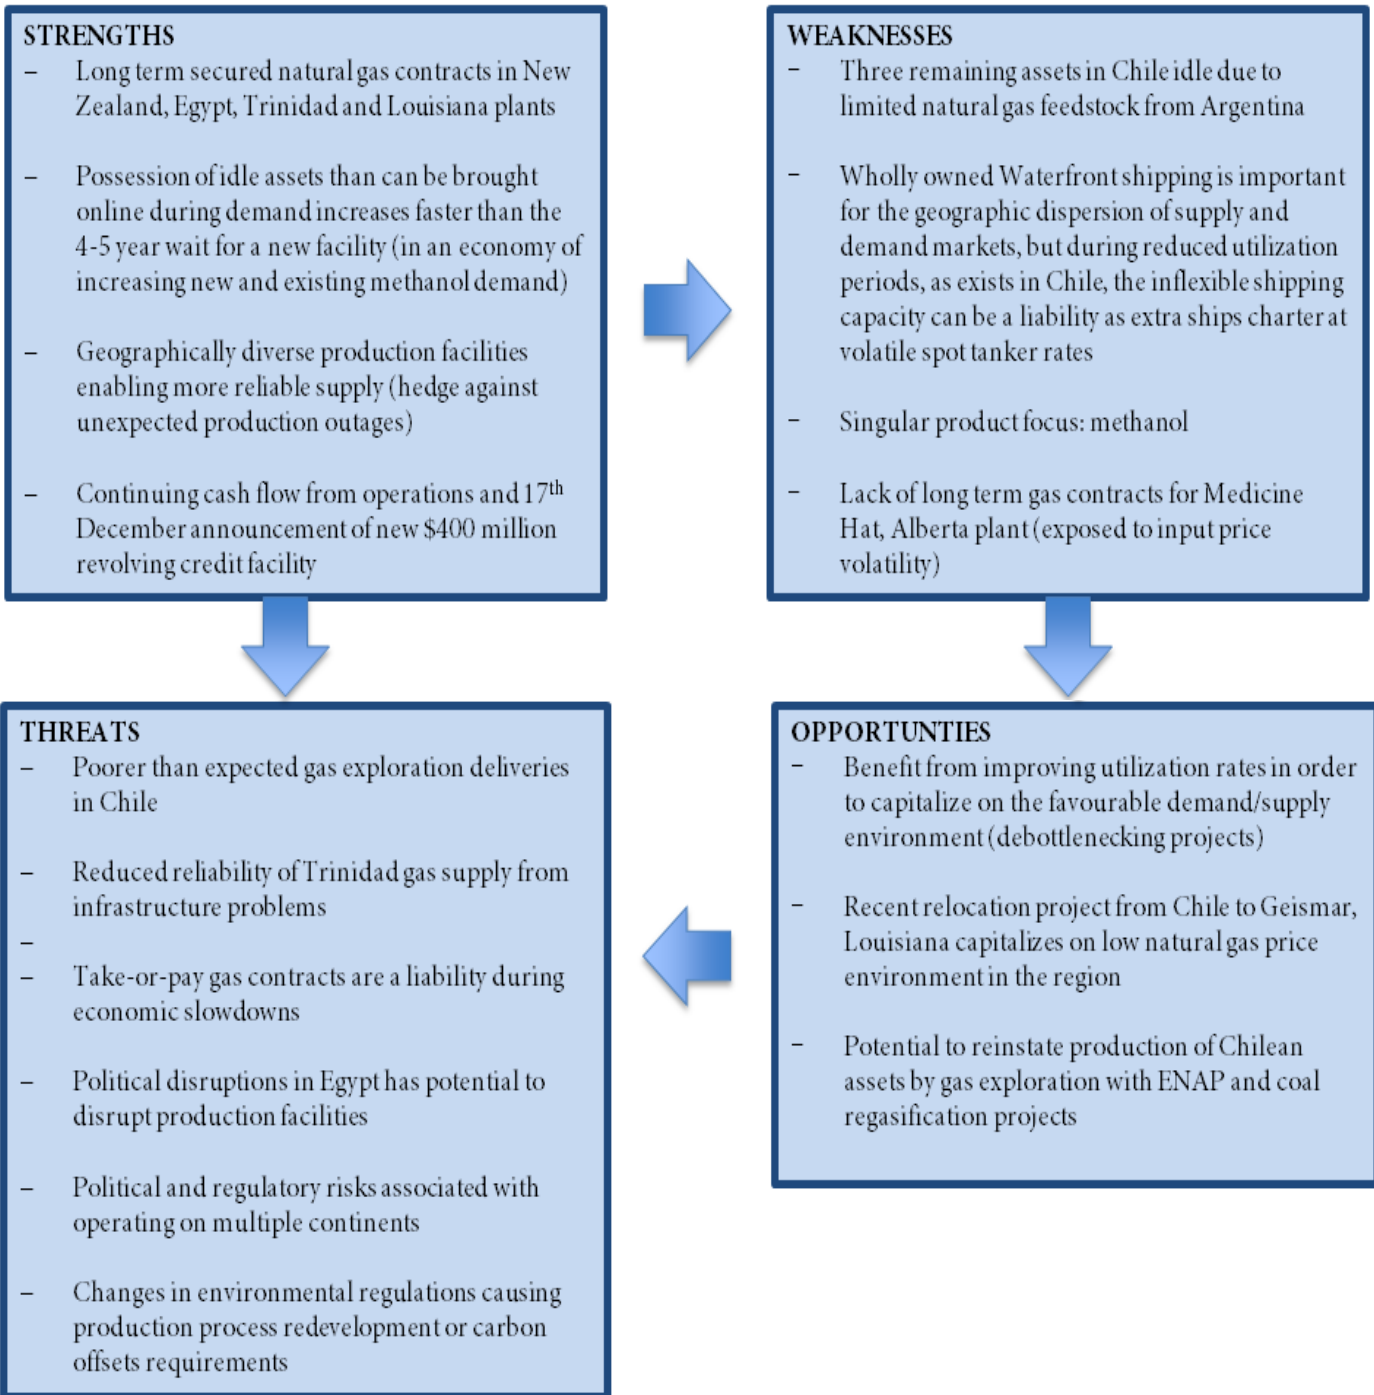 STRENGTHS
– Long term secured natural gas contracts in New
Zealand, Egypt, Trinidad and Louisiana plants
– Possession of idle assets than can be brought
online during demand increases faster than the
4-5 year wait for a new facility (in an economy of
increasing new and existing methanol demand)
– Geographically diverse production facilities
enabling more reliable supply (hedge against
unexpected production outages)
– Continuing cash flow from operations and 17th
December announcement of new $400 million
revolving credit facility
WEAKNESSES
– Three remaining assets in Chile idle due to
limited natural gas feedstock from Argentina
– Wholly owned Waterfront shipping is important
for the geographic dispersion of supply and
demand markets, but during reduced utilization
periods, as exists in Chile, the inflexible shipping
capacity can be a liability as extra ships charter at
volatile spot tanker rates
– Singular product focus: methanol
– Lack of long term gas contracts for Medicine
Hat, Alberta plant (exposed to input price
volatility)
THREATS
– Poorer than expected gas exploration deliveries
in Chile
– Reduced reliability of Trinidad gas supply from
infrastructure problems
–
– Take-or-pay gas contracts are a liability during
economic slowdowns
– Political disruptions in Egypt has potential to
disrupt production facilities
– Political and regulatory risks associated with
operating on multiple continents
– Changes in environmental regulations causing
production process redevelopment or carbon
offsets requirements
OPPORTUNTIES
– Benefit from improving utilization rates in order
to capitalize on the favourable demand/supply
environment (debottlenecking projects)
– Recent relocation project from Chile to Geismar,
Louisiana capitalizes on low natural gas price
environment in the region
– Potential to reinstate production of Chilean
assets by gas exploration with ENAP and coal
regasification projects